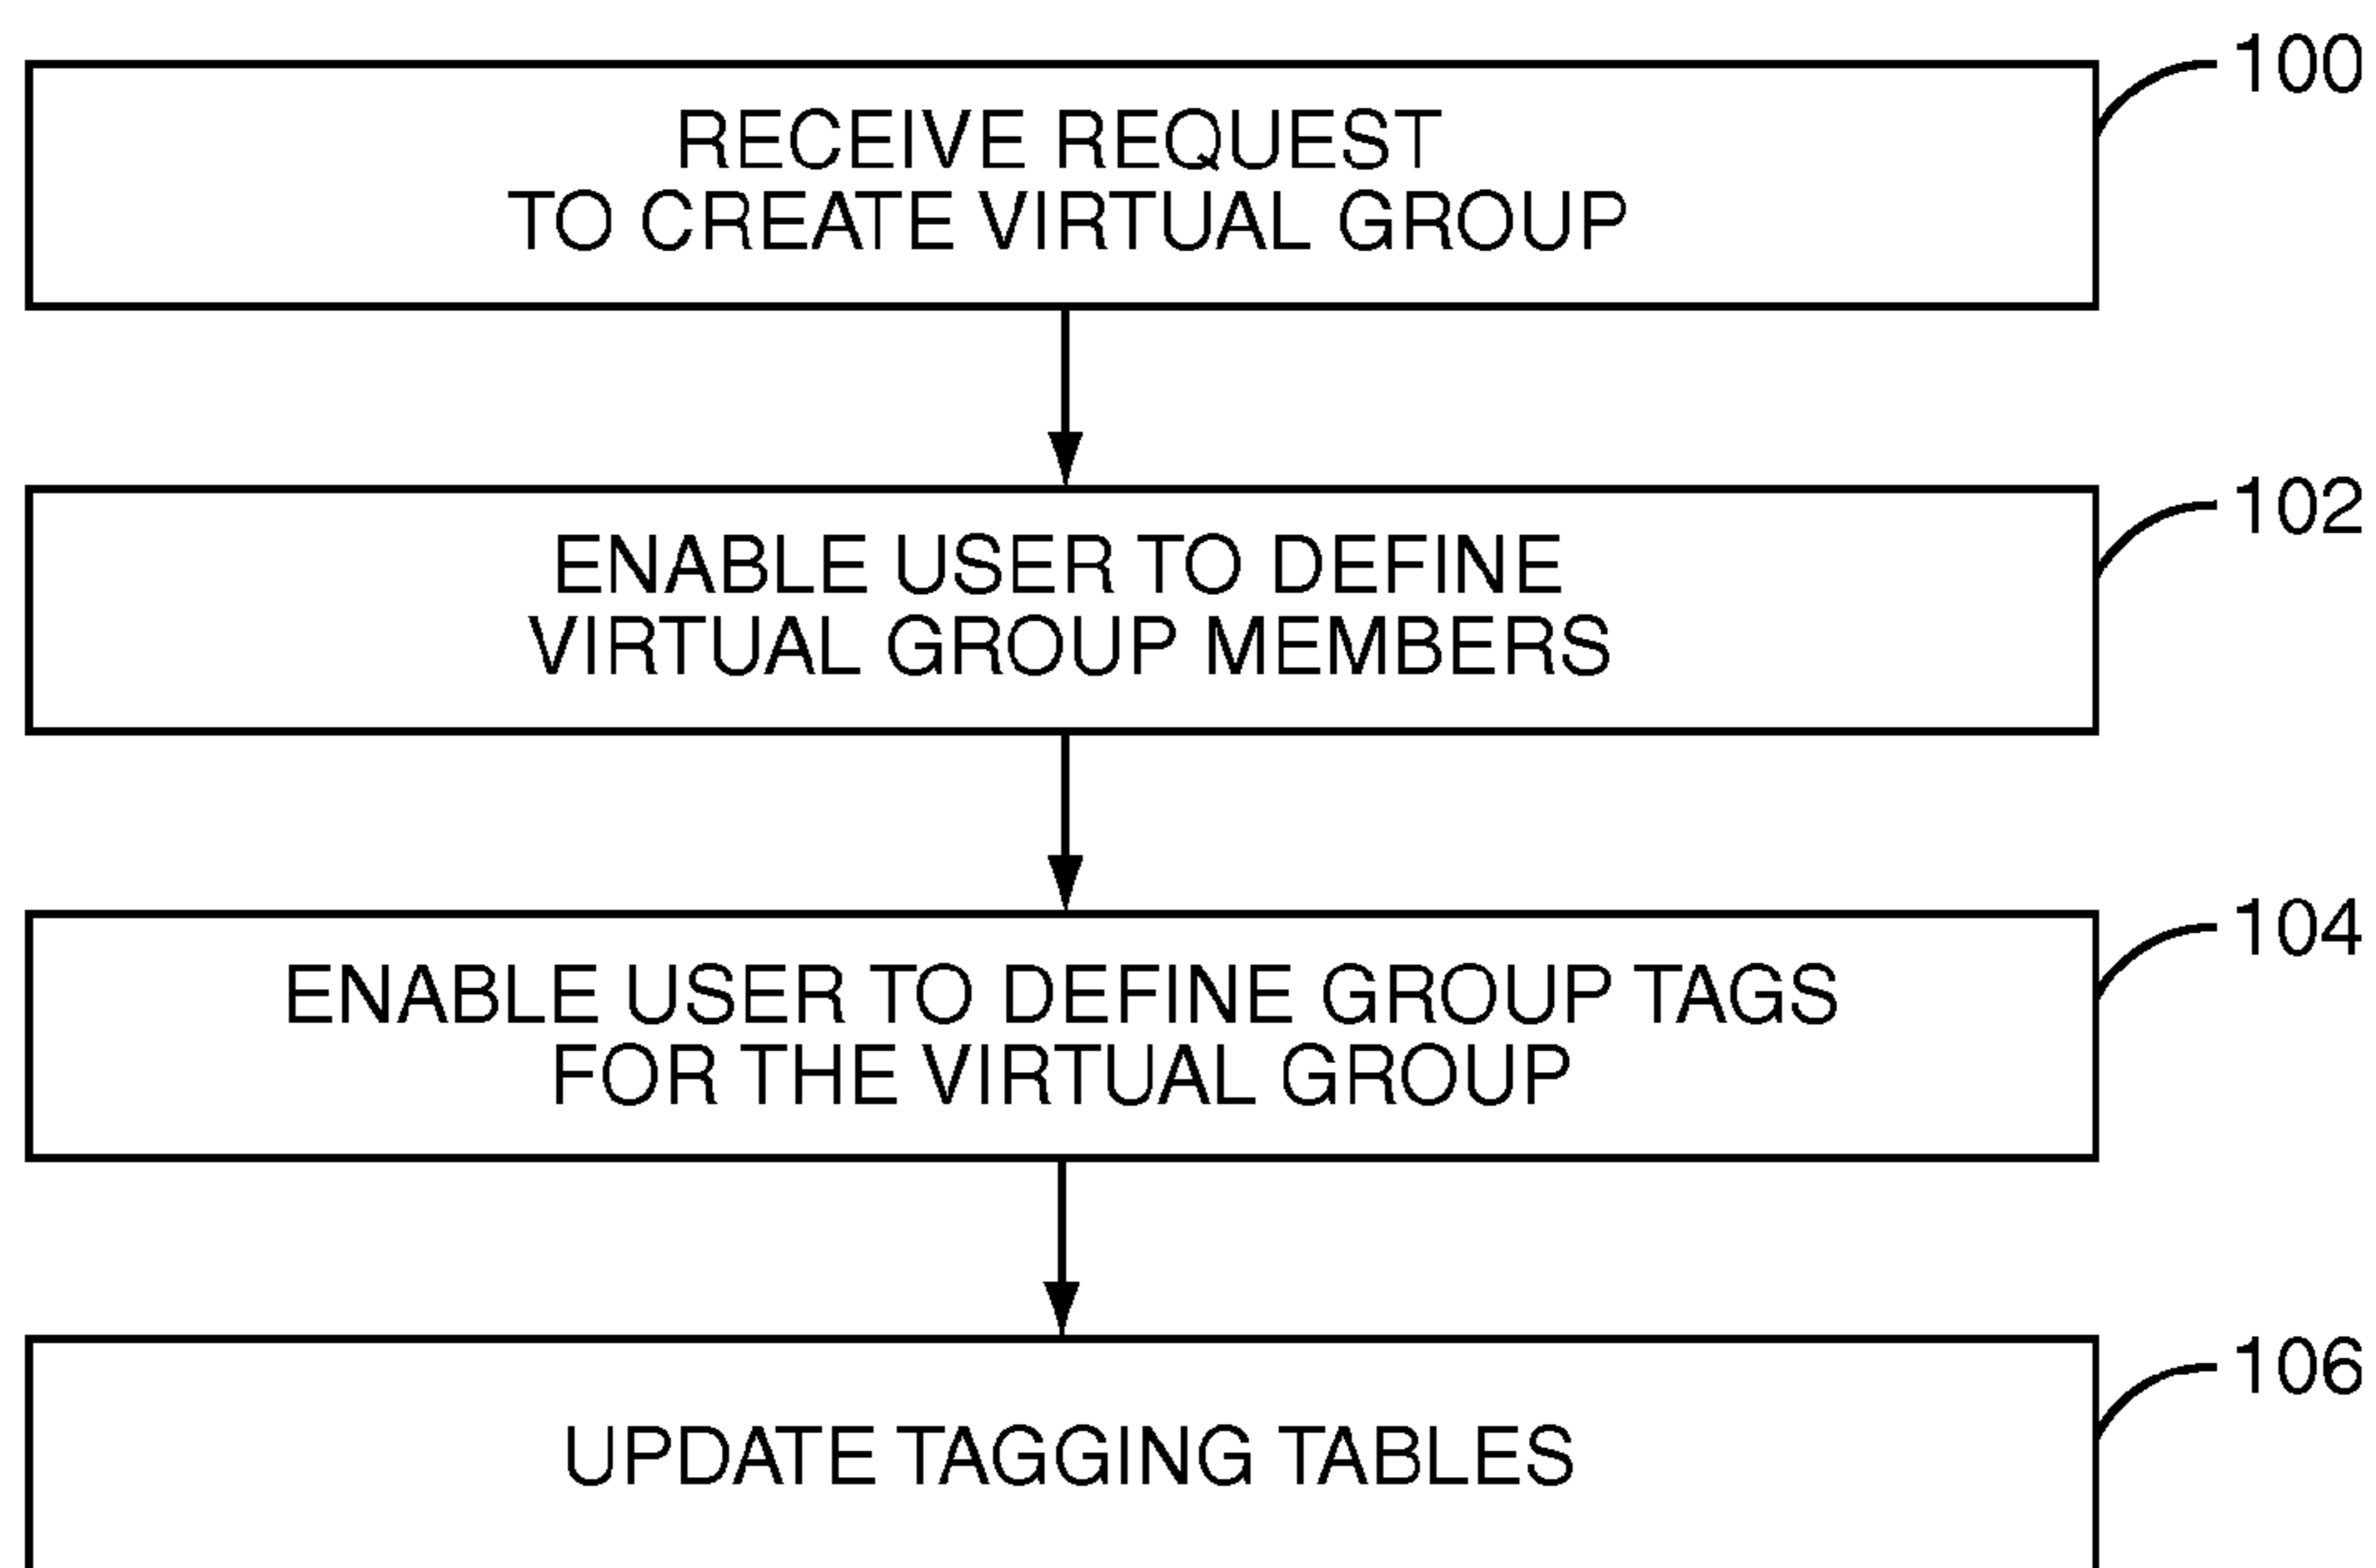 100
RECEIVE REQUEST
TO CREATE VIRTUAL GROUP
102
ENABLE USER TO DEFINE
VIRTUAL GROUP MEMBERS
104
ENABLE USER TO DEFINE GROUP TAGS
FOR THE VIRTUAL GROUP
106
UPDATE TAGGING TABLES